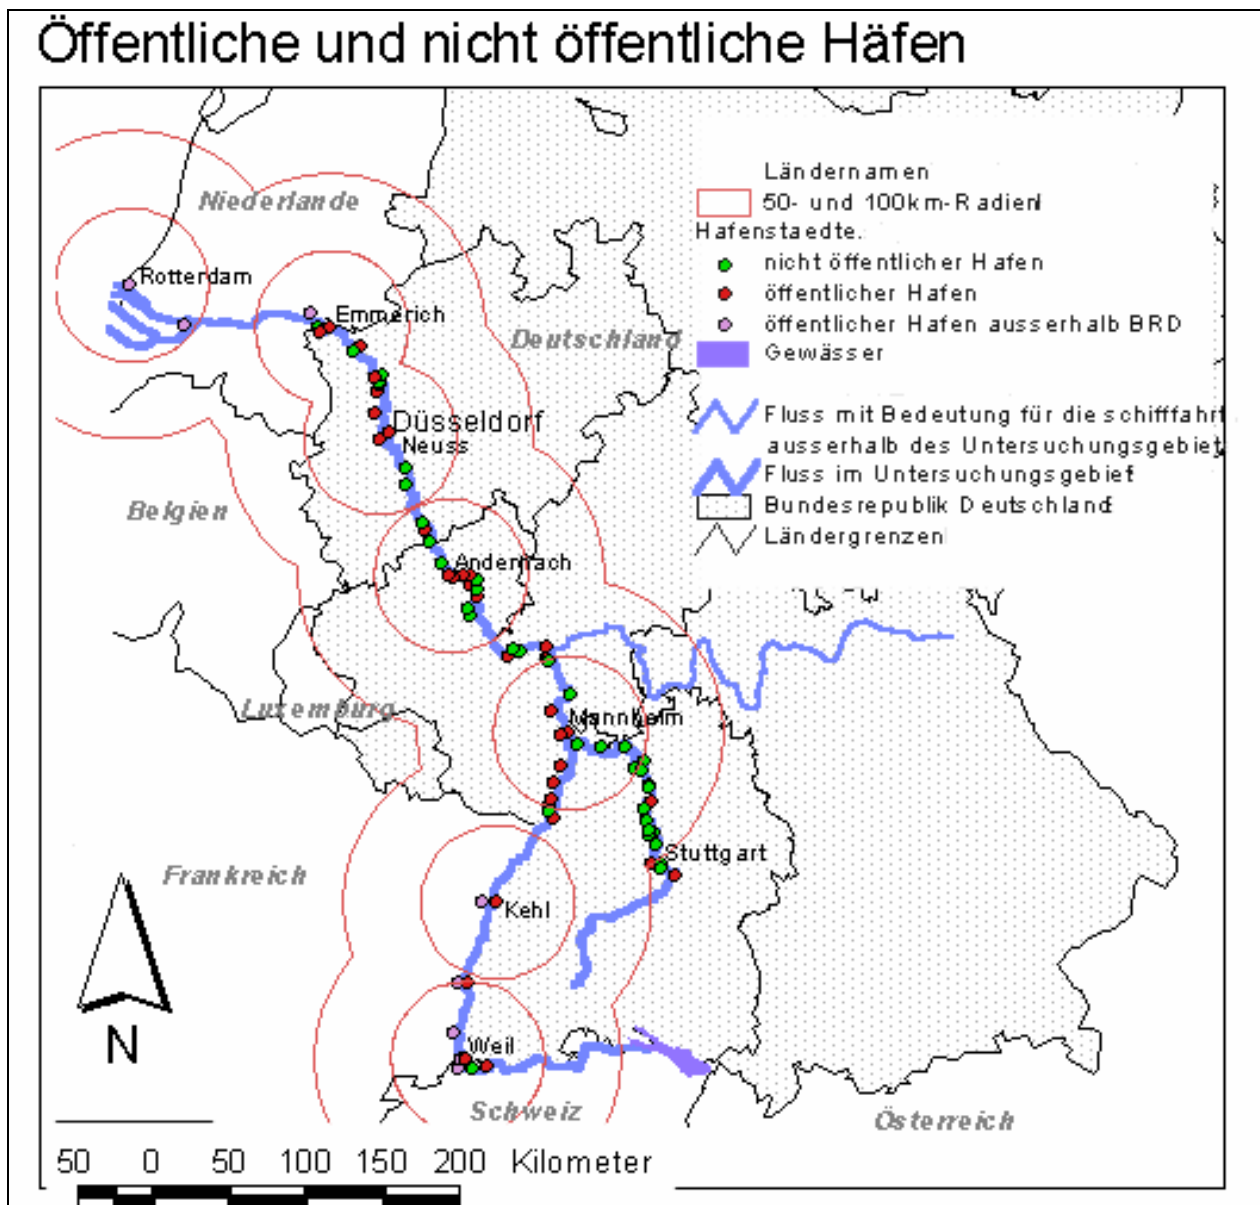 Öffentliche und nicht öffentliche Häfen
Niederlande
Rotterdam
Emmerich
Deutschland
Düsseldorf
Neuss
Belgien
Andernach
Luxemburg
Mannheim
Stuttgart
Frankreich
Kehl
Weil
Schweiz
Österreich
Ländernamen
50- und 100km-Radien
Hafenstaedte.
nicht öffentlicher Hafen
öffentlicher Hafen
öffentlicher Hafen ausserhalb BRD
Gewässer
Fluss mit Bedeutung für die schifffahrt
ausserhalb des Untersuchungsgebiet
Fluss im Untersuchungsgebiet
Bundesrepublik Deutschland
Ländergrenzen
N
50 0 50 100 150 200 Kilometer